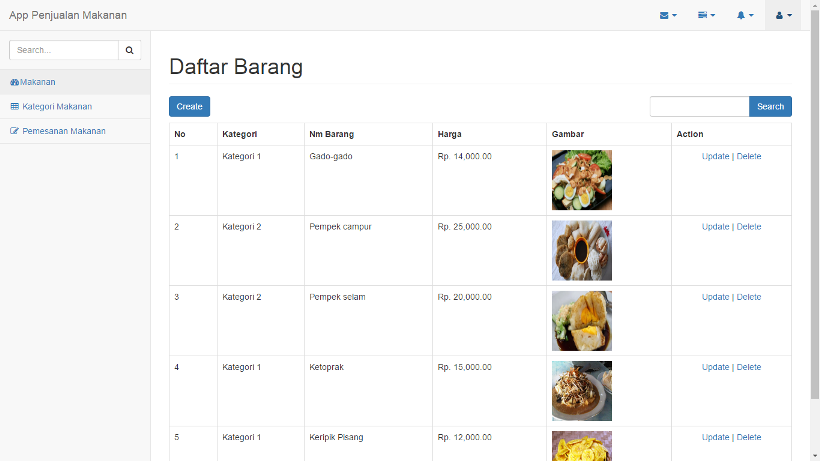 App Penjualan Makanan
Search...
Makanan
Kategori Makanan
Pemesanan Makanan
Daftar Barang
Create
Search
No Kategori Nm Barang Harga Gambar Action
1 Kategori 1 Gado-gado Rp. 14,000.00 Update | Delete
2 Kategori 2 Pempek campur Rp. 25,000.00 Update | Delete
3 Kategori 2 Pempek selam Rp. 20,000.00 Update | Delete
4 Kategori 1 Ketoprak Rp. 15,000.00 Update | Delete
5 Kategori 1 Keripik Pisang Rp. 12,000.00 Update | Delete